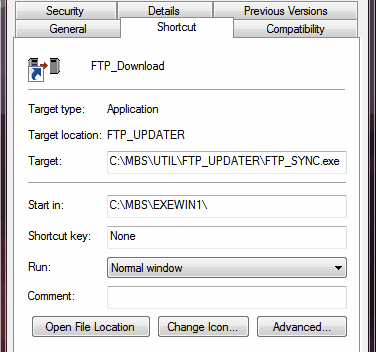 Security Details Previous Versions
General Shortcut Compatibility
FTP_Download
Target type: Application
Target location: FTP_UPDATER
Target: C:\MBS\UTIL\FTP_UPDATER\FTP_SYNC.exe
Start in: C:\MBS\EXEWIN1\
Shortcut key: None
Run: Normal window
Comment:
Open File Location Change Icon... Advanced...